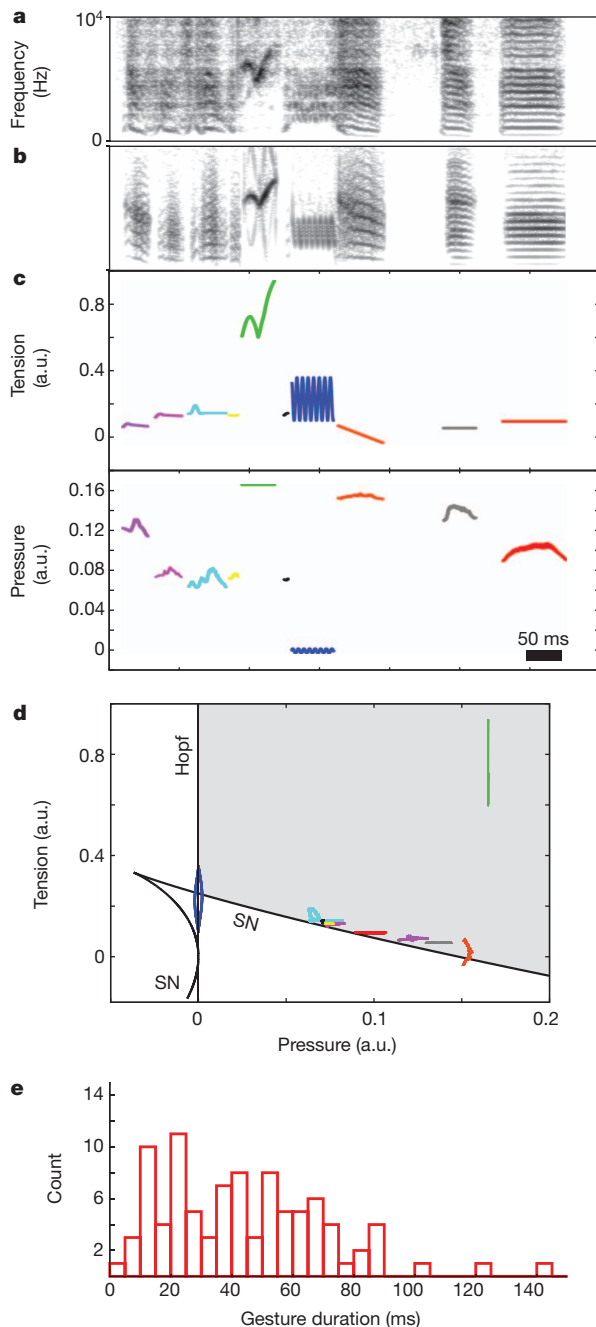 a
10⁴
Frequency
(Hz)
0
b
c
0.8
0.4
0
Tension
(a.u.)
0.16
0.12
0.08
0.04
0
Pressure
(a.u.)
50 ms
d
0.8
0.4
0
Tension (a.u.)
Hopf
SN
SN
0
0.1
0.2
Pressure (a.u.)
e
14
10
6
2
Count
0
20
40
60
80
100
120
140
Gesture duration (ms)